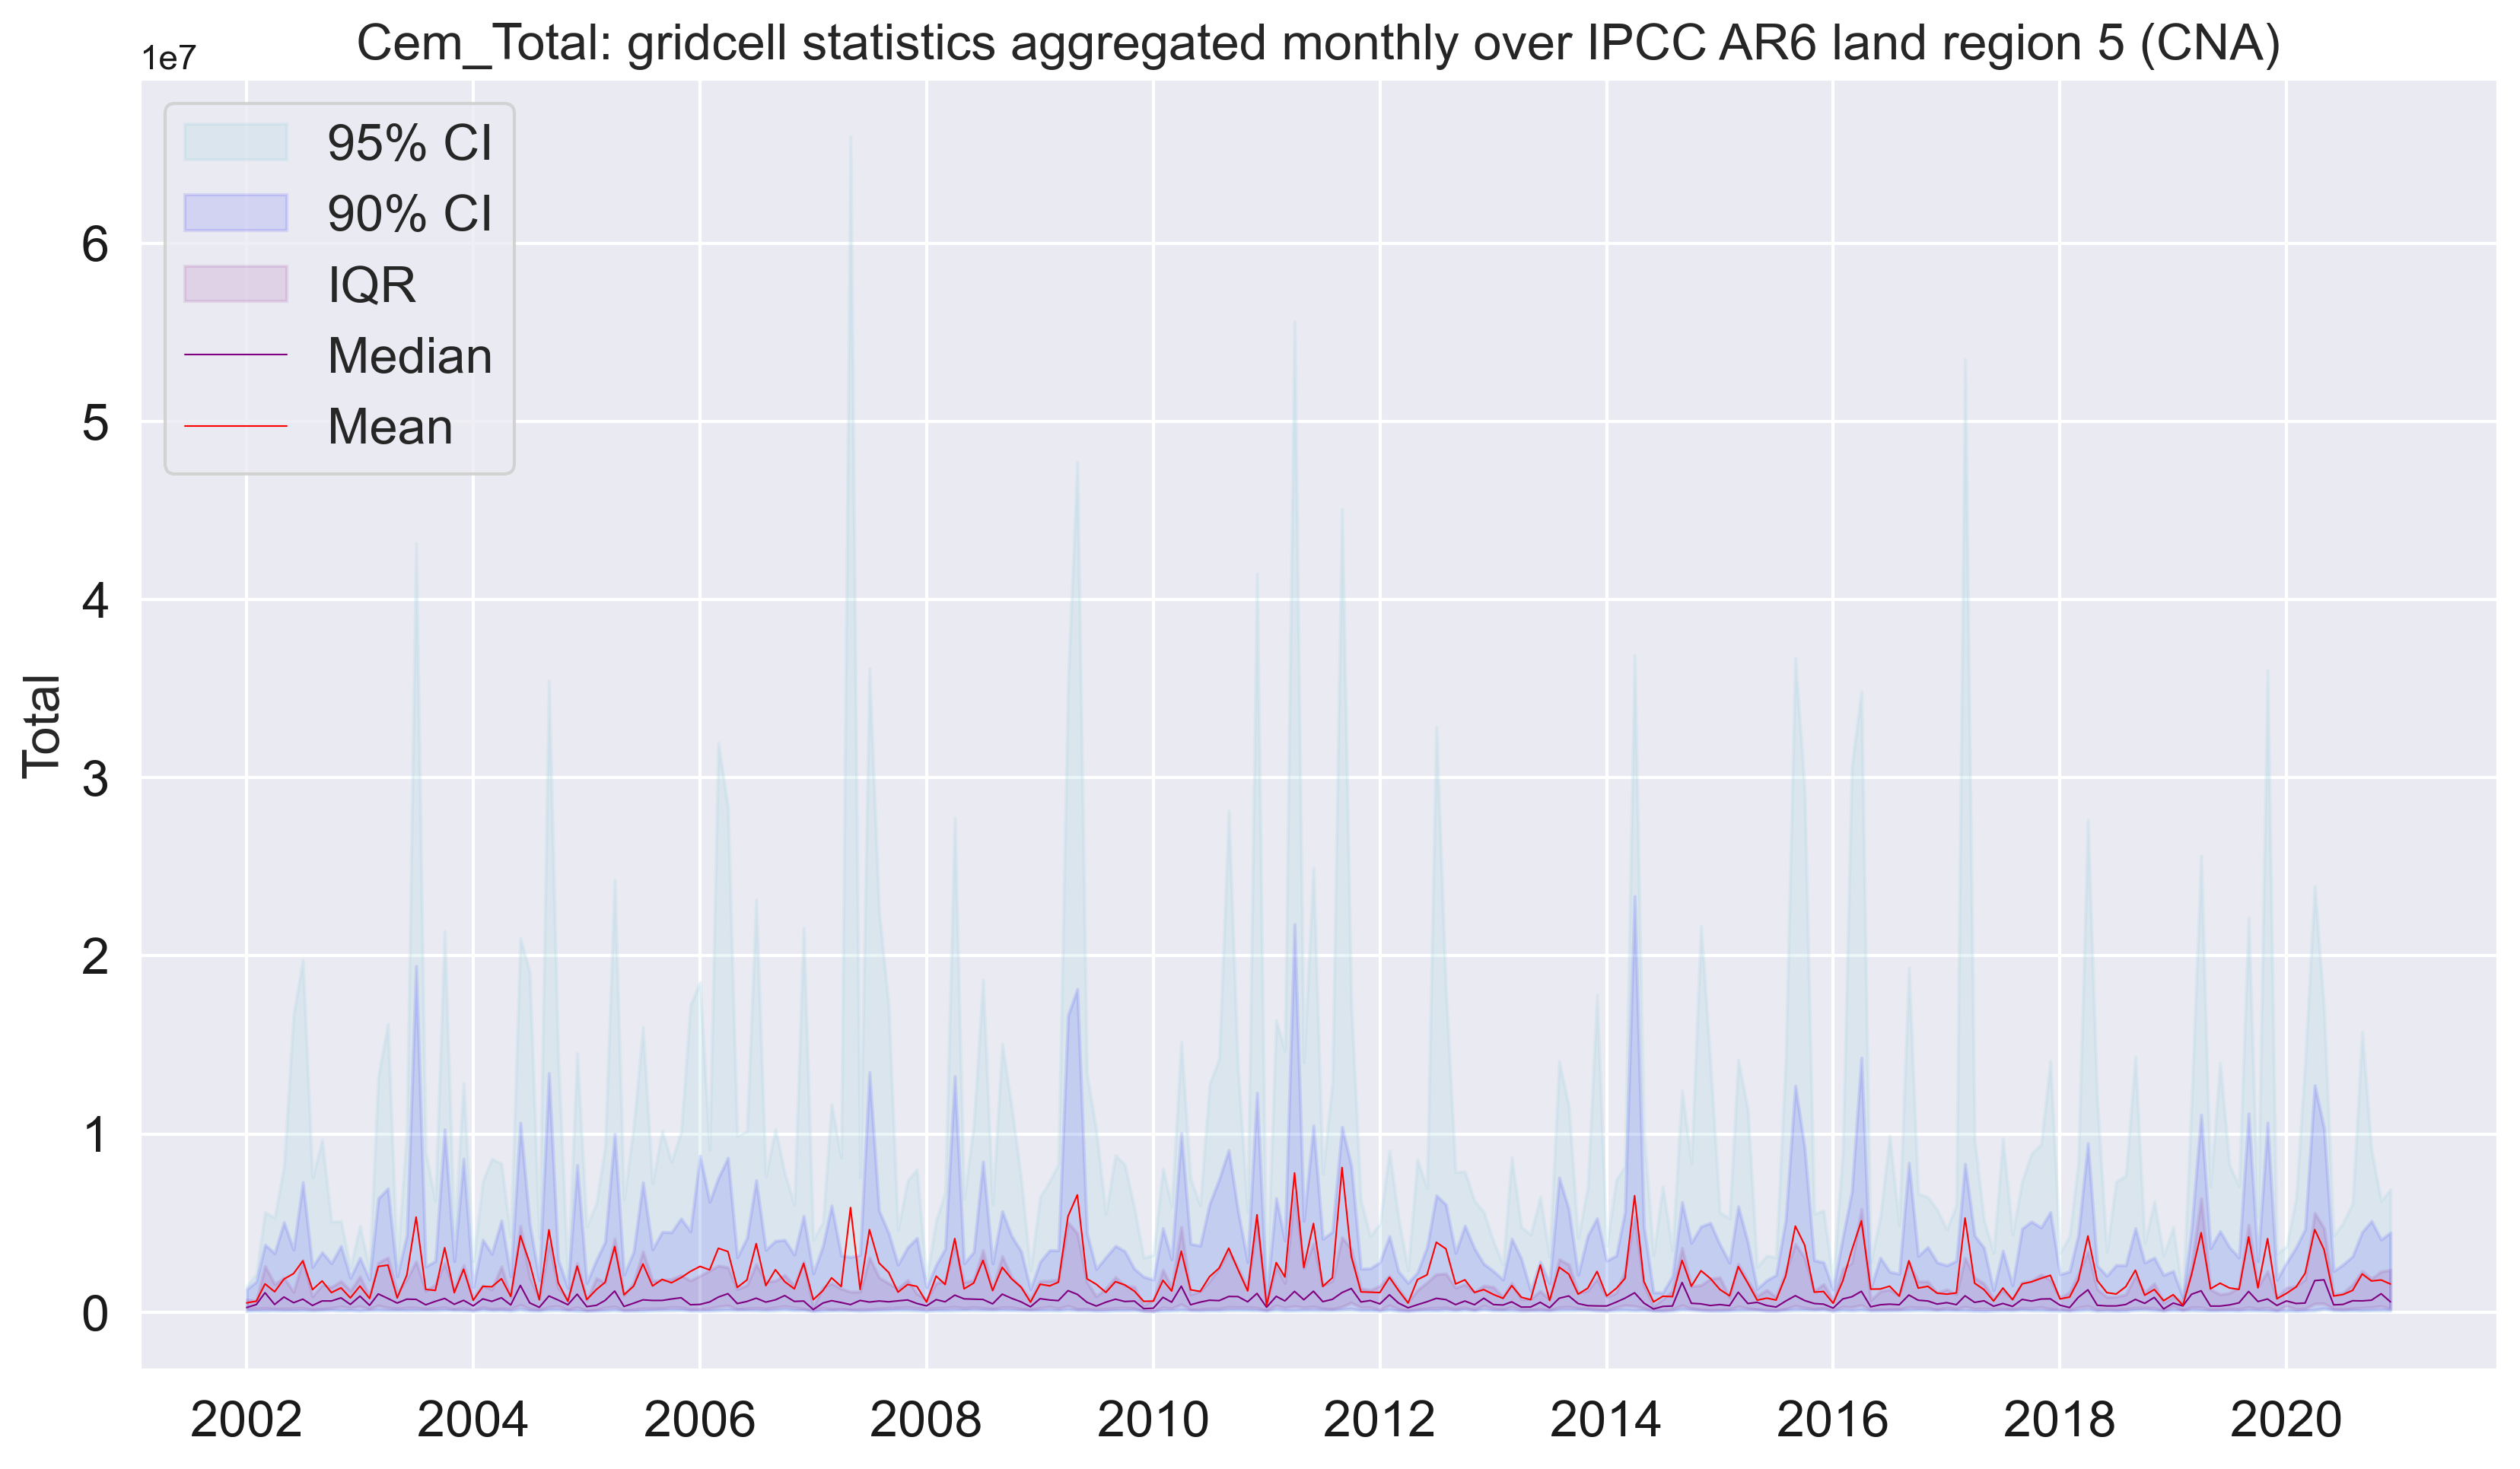 Cem_Total: gridcell statistics aggregated monthly over IPCC AR6 land region 5 (CNA)
1e7
95% CI
90% CI
IQR
Median
Mean
Total
6
5
4
3
2
1
0
2002 2004 2006 2008 2010 2012 2014 2016 2018 2020